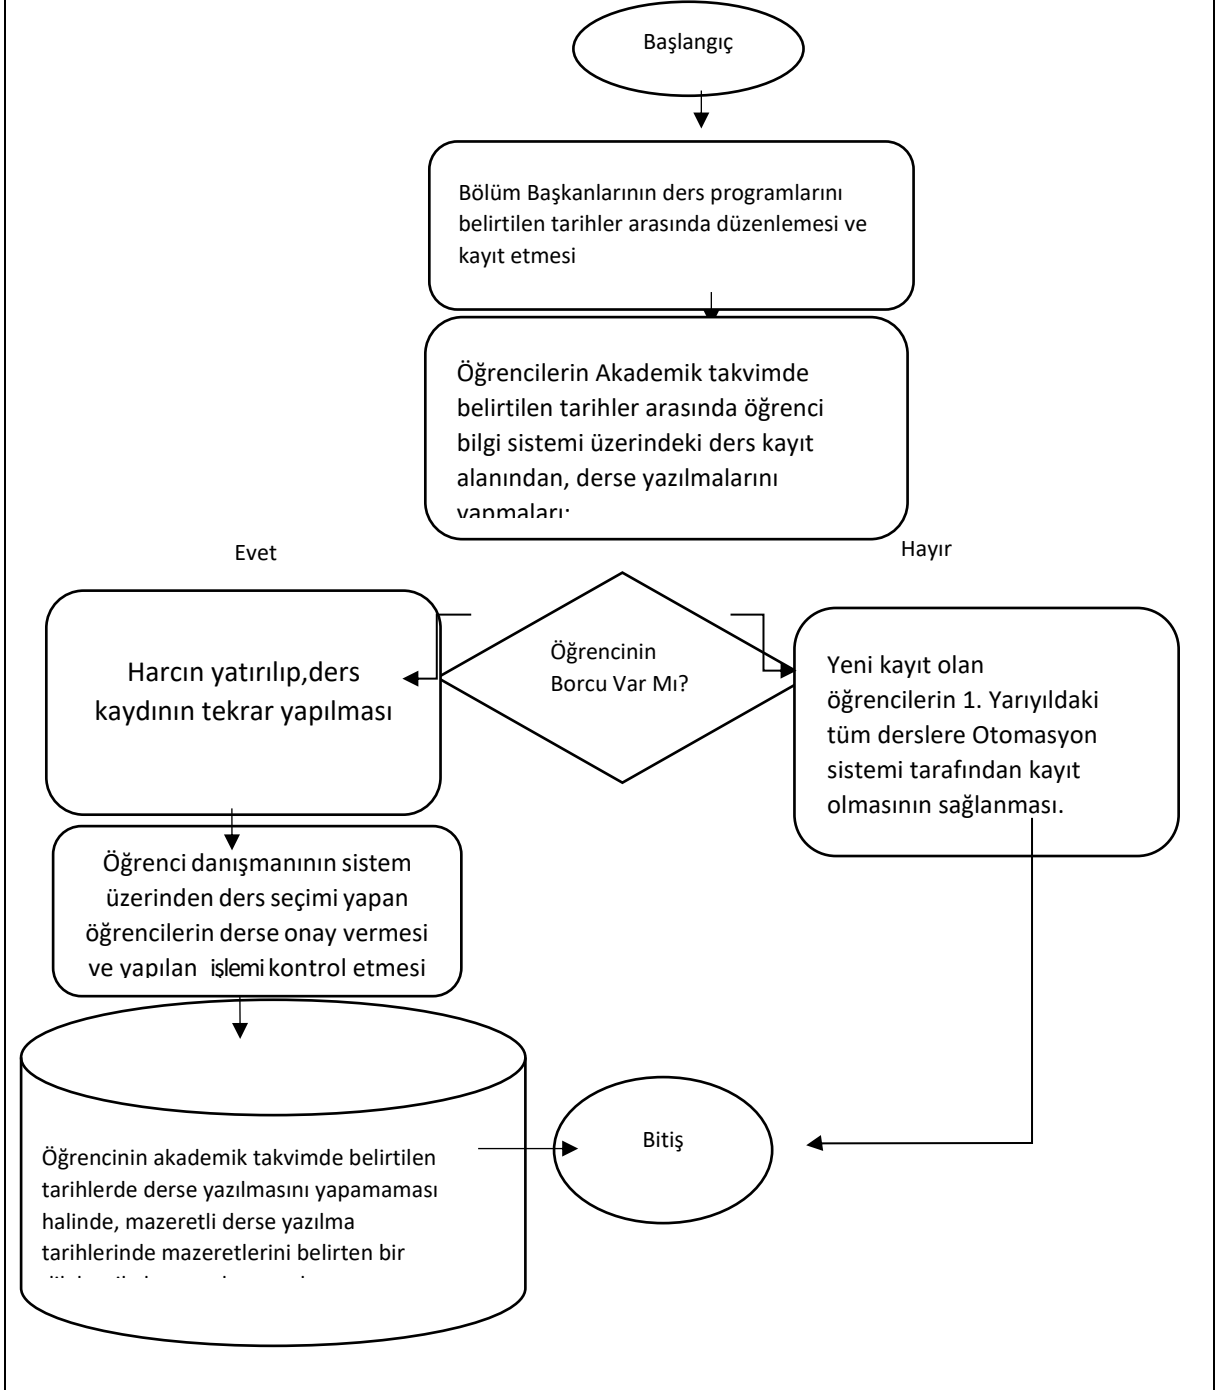 Başlangıç
Bölüm Başkanlarının ders programlarını
belirtilen tarihler arasında düzenlemesi ve
kayıt etmesi
Öğrencilerin Akademik takvimde
belirtilen tarihler arasında öğrenci
bilgi sistemi üzerindeki ders kayıt
alanından, derse yazılmalarını
yapmaları;
Evet
Hayır
Öğrencinin
Borcu Var Mı?
Harcın yatırılıp,ders
kaydının tekrar yapılması
Yeni kayıt olan
öğrencilerin 1. Yarıyıldaki
tüm derslere Otomasyon
sistemi tarafından kayıt
olmasının sağlanması.
Öğrenci danışmanının sistem
üzerinden ders seçimi yapan
öğrencilerin derse onay vermesi
ve yapılan işlemi kontrol etmesi
Öğrencinin akademik takvimde belirtilen
tarihlerde derse yazılmasını yapamaması
halinde, mazeretli derse yazılma
tarihlerinde mazeretlerini belirten bir
Bitiş